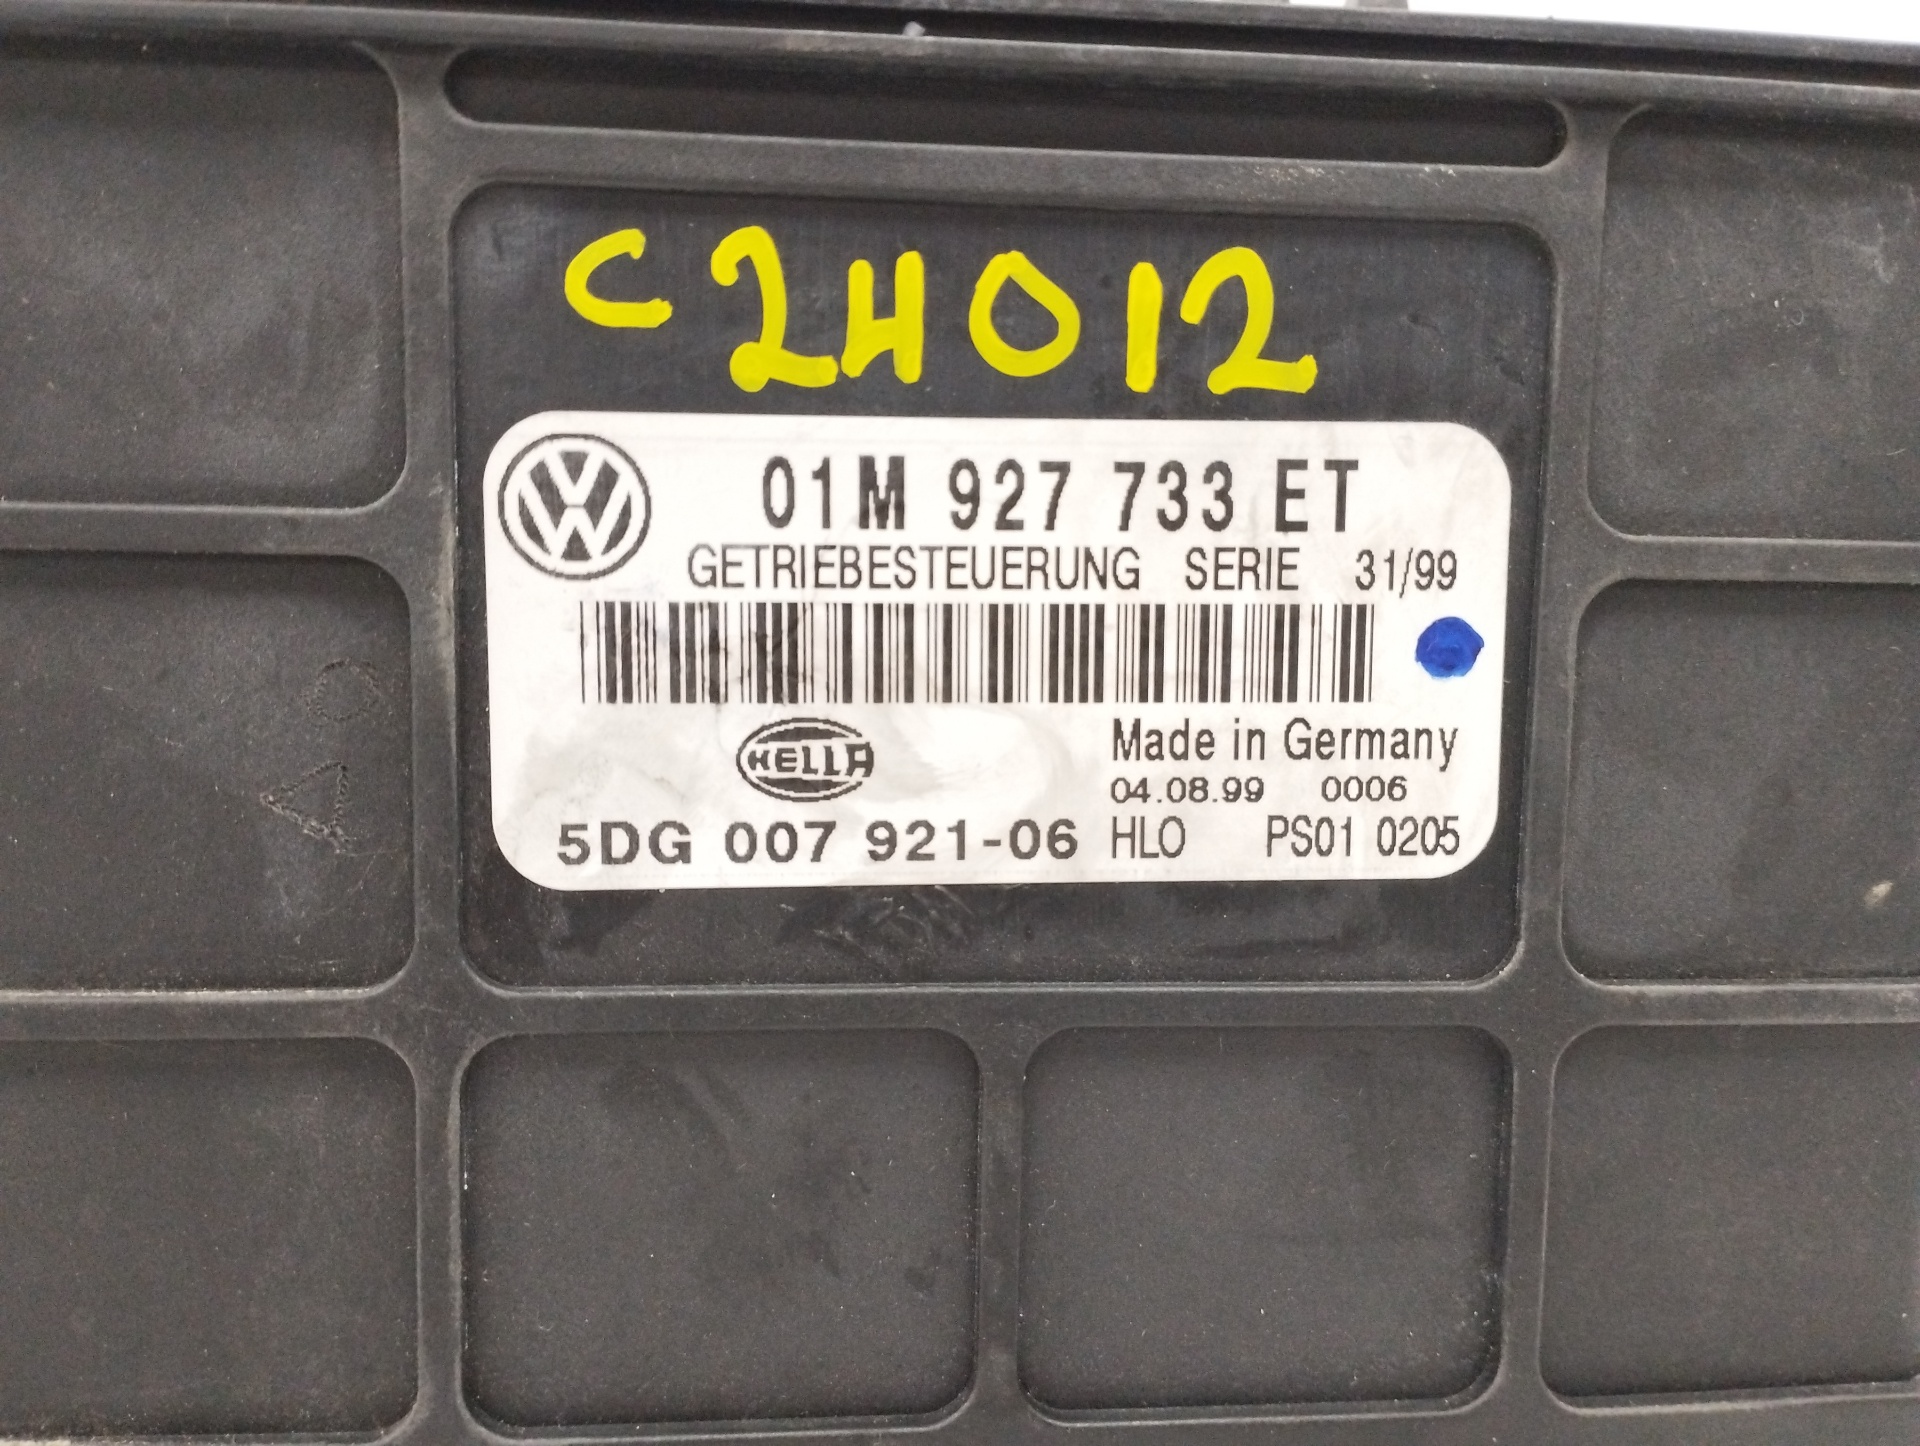 C24012
01M 927 733 ET
GETRIEBESTEUERUNG SERIE 31/99
HELLA
Made in Germany
04.08.99 0006
5DG 007 921-06 HLO PS01 0205